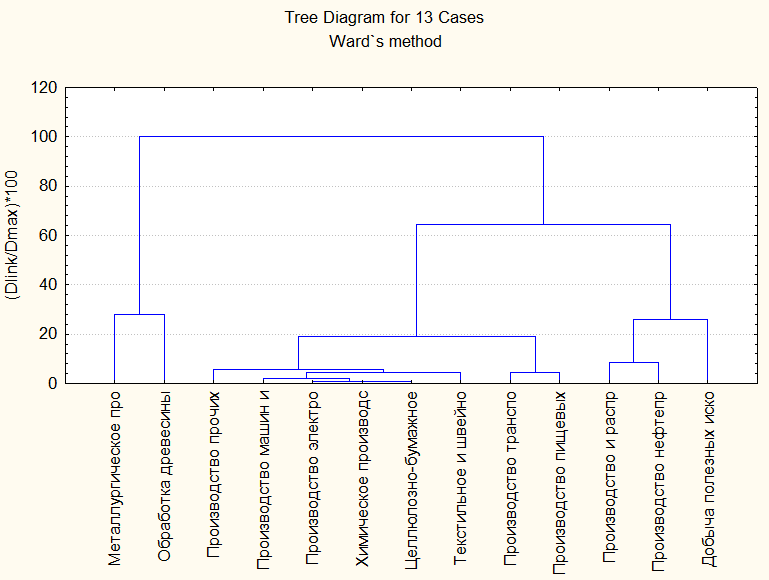 Tree Diagram for 13 Cases
Ward`s method
(Dlink/Dmax)*100
120
100
80
60
40
20
0
Металлургическое про
Обработка древесины
Производство прочих
Производство машин и
Производство электро
Химическое производс
Целлюлозно-бумажное
Текстильное и швейно
Производство транспо
Производство пищевых
Производство и распр
Производство нефтепр
Добыча полезных иско